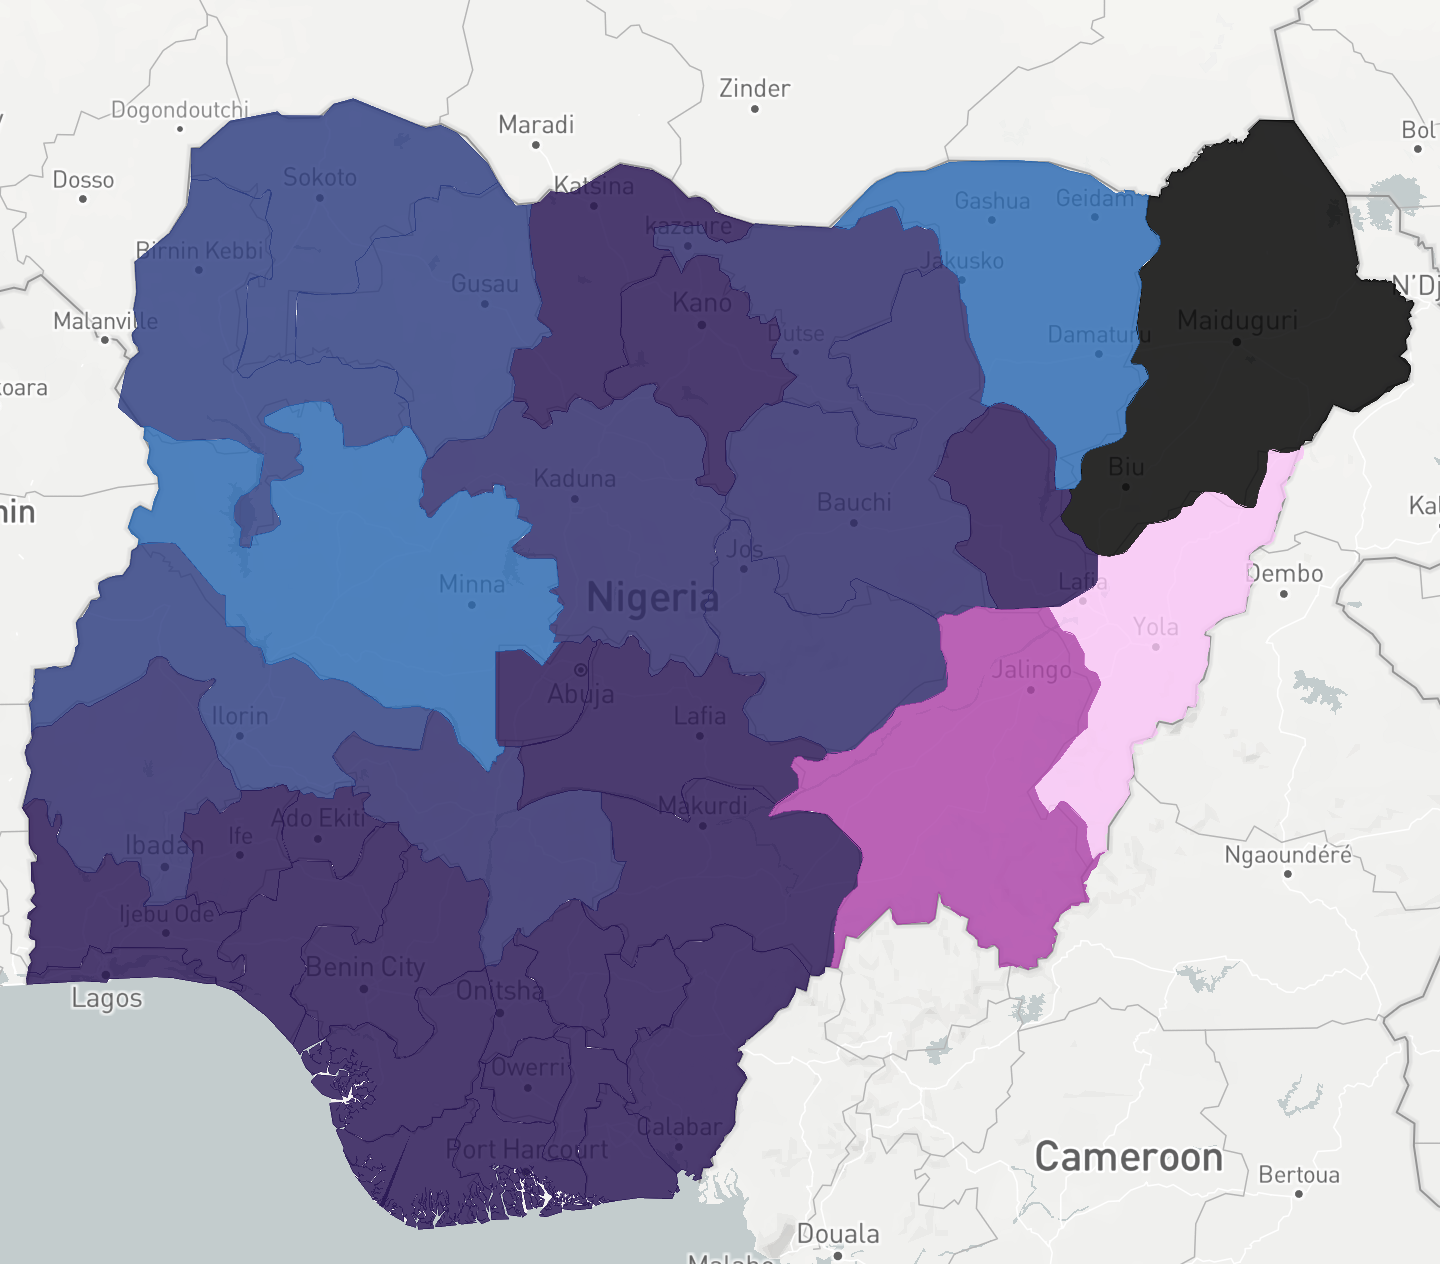 Zinder
Dogondoutchi
Maradi
Bol
Dosso
Sokoto
Katsina
Gashua
Geidam
kazaure
Birnin Kebbi
Jakusko
Gusau
N'Dj
Kano
Malanville
Maiduguri
Dutse
Damaturu
koara
Biu
Kaduna
Bauchi
Kal
nin
Jos
Minna
Nigeria
Lafia
Dembo
Yola
Jalingo
Abuja
Ilorin
Lafia
Makurdi
Ado Ekiti
Ife
Ibadan
Ngaoundéré
Ijebu Ode
Benin City
Onitsha
Lagos
Owerri
Calabar
Port Harcourt
Cameroon
Bertoua
Douala
Malabo